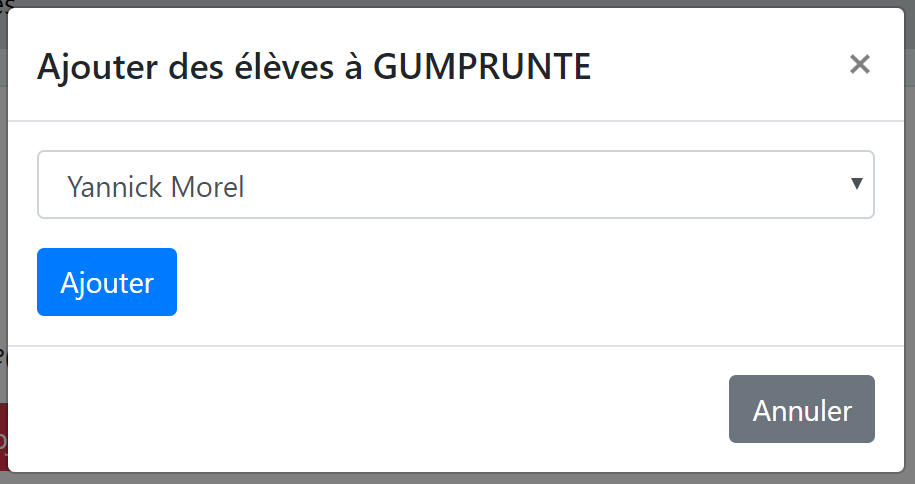 Ajouter des élèves à GUMPRUNTE
×
Yannick Morel
Ajouter
Annuler